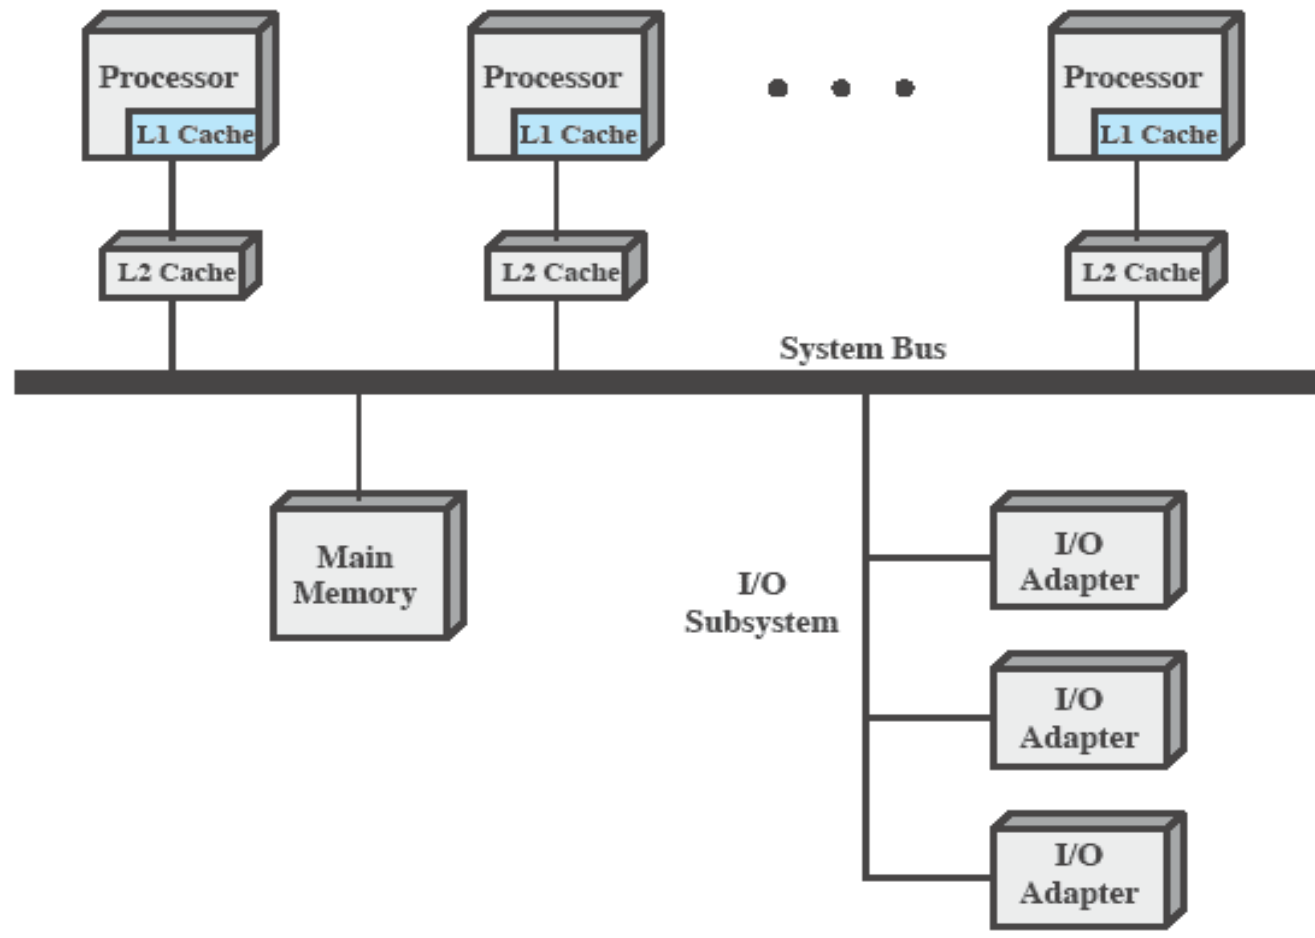 Processor
L1 Cache
Processor
L1 Cache
Processor
L1 Cache
L2 Cache
L2 Cache
L2 Cache
System Bus
Main
Memory
I/O
Subsystem
I/O
Adapter
I/O
Adapter
I/O
Adapter